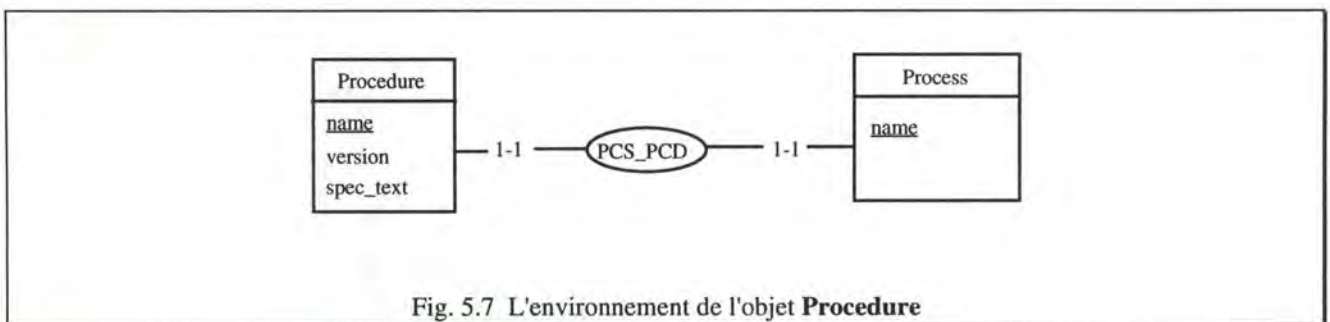 Procedure
name
version
spec_text
1-1
PCS_PCD
1-1
Process
name
Fig. 5.7 L'environnement de l'objet Procedure